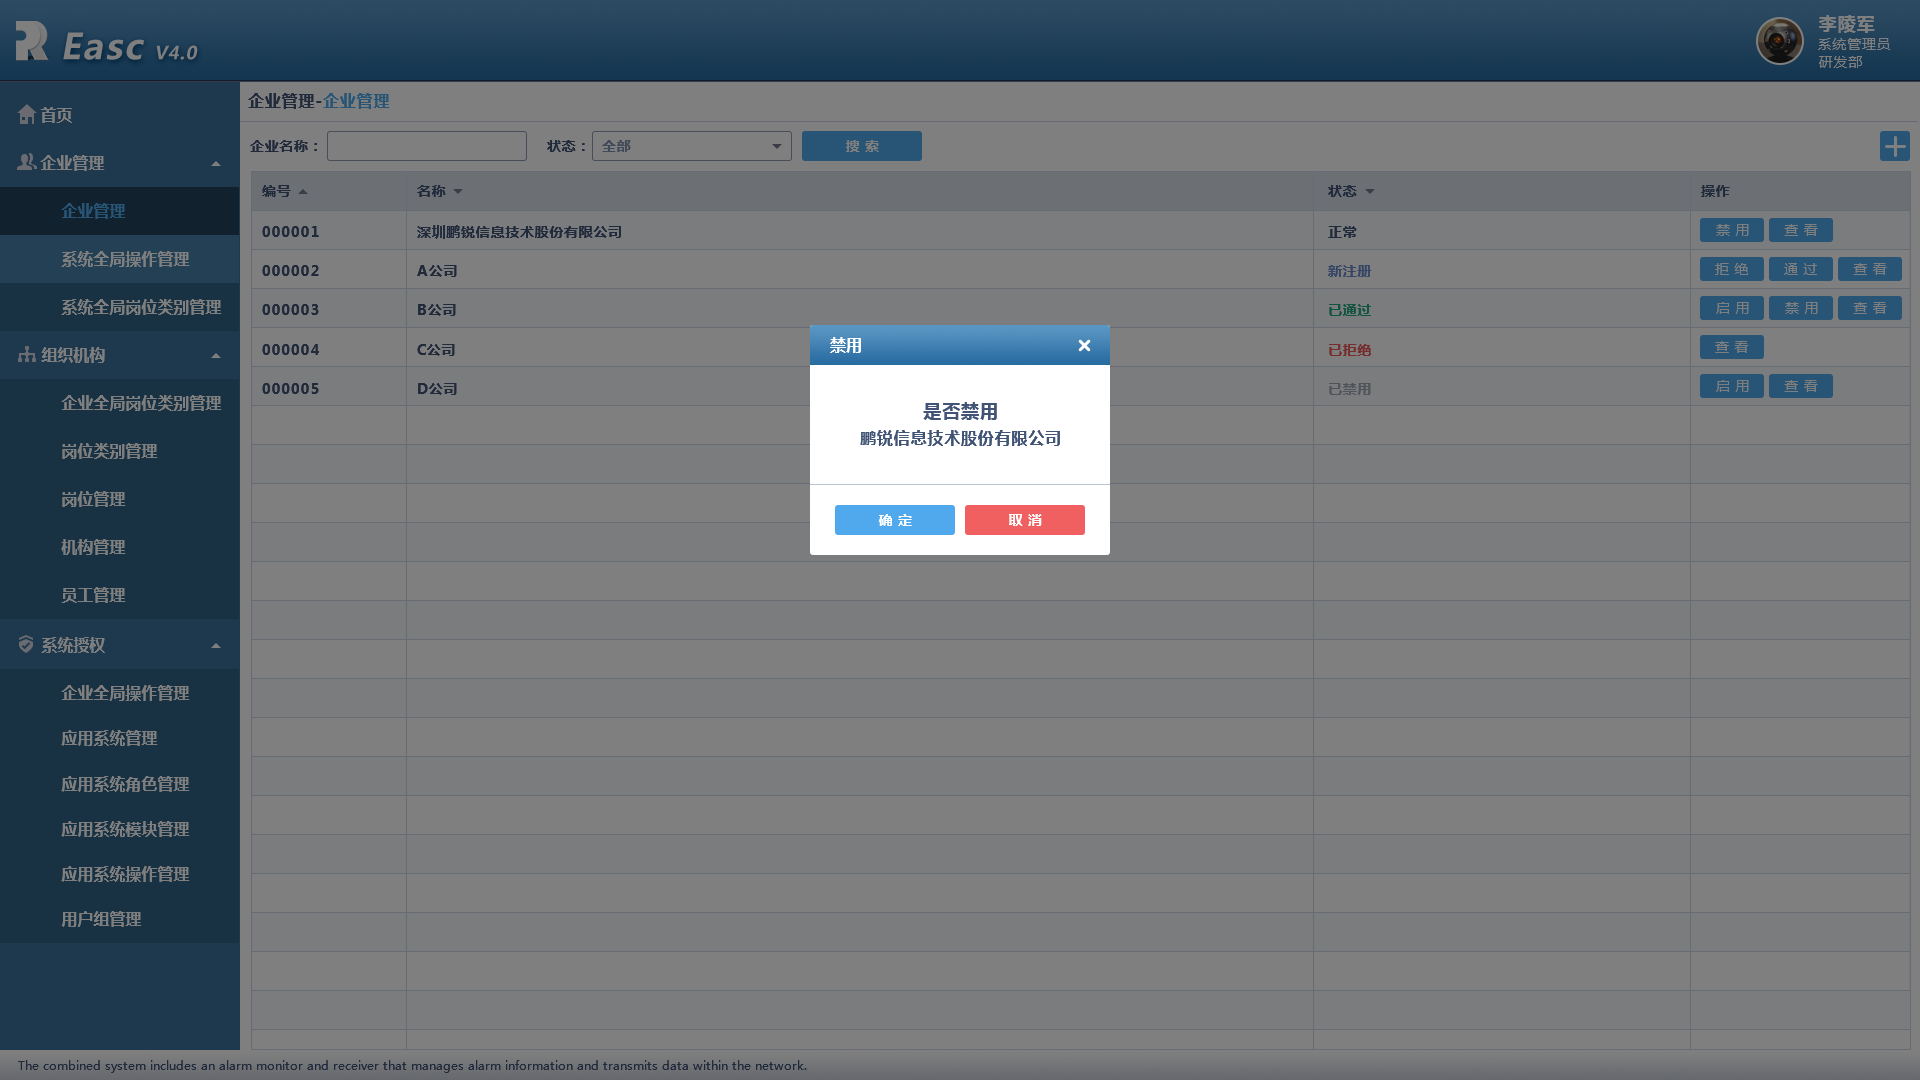 Easc V4.0
李陵军
系统管理员
研发部
首页
企业管理
企业管理
系统全局操作管理
系统全局岗位类别管理
组织机构
企业全局岗位类别管理
岗位类别管理
岗位管理
机构管理
员工管理
系统授权
企业全局操作管理
应用系统管理
应用系统角色管理
应用系统模块管理
应用系统操作管理
用户组管理
企业管理-企业管理
企业名称： 状态： 全部 搜 索
编号 名称 状态 操作
000001 深圳鹏锐信息技术股份有限公司 正常 禁 用 查 看
000002 A公司 新注册 拒 绝 通 过 查 看
000003 B公司 已通过 启 用 禁 用 查 看
000004 C公司 已拒绝 查 看
000005 D公司 已禁用 启 用 查 看
禁用
是否禁用
鹏锐信息技术股份有限公司
确 定 取 消
The combined system includes an alarm monitor and receiver that manages alarm information and transmits data within the network.